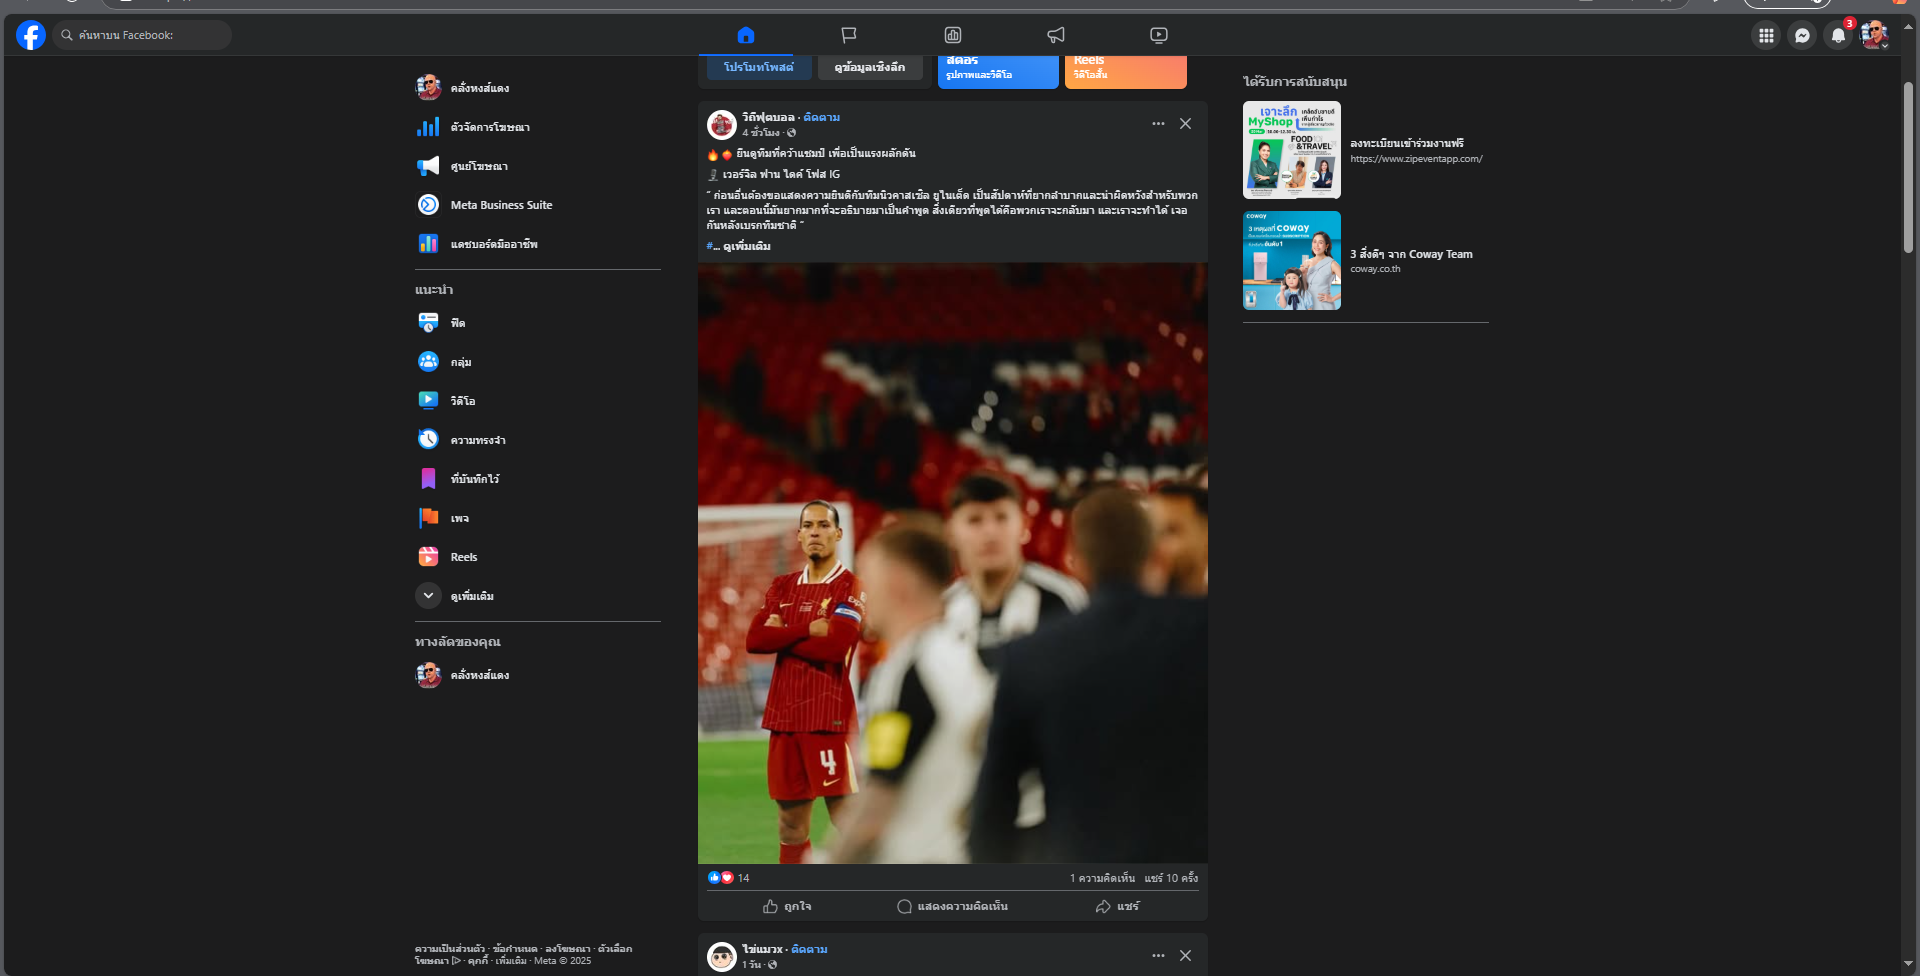 ค้นหาบน Facebook:
3
คลั่งหงส์แดง
ตัวจัดการโฆษณา
ศูนย์โฆษณา
Meta Business Suite
แดชบอร์ดมืออาชีพ
แนะนำ
ฟีด
กลุ่ม
วิดีโอ
ความทรงจำ
ที่บันทึกไว้
เพจ
Reels
ดูเพิ่มเติม
ทางลัดของคุณ
คลั่งหงส์แดง
ความเป็นส่วนตัว · ข้อกำหนด · ลงโฆษณา · ตัวเลือก
โฆษณา · คุกกี้ · เพิ่มเติม · Meta © 2025
โปรโมทโพสต์
ดูข้อมูลเชิงลึก
สตอรี่
รูปภาพและวิดีโอ
Reels
วิดีโอสั้น
วิถีฟุตบอล · ติดตาม
4 ชั่วโมง ·
ยินดูทีมที่คว้าแชมป์ เพื่อเป็นแรงผลักดัน
เวอร์จิล ฟาน ไดค์ โพส IG
“ ก่อนอื่นต้องขอแสดงความยินดีกับทีมนิวคาสเซิล ยูไนเต็ด เป็นสัปดาห์ที่ยากลำบากและน่าผิดหวังสำหรับพวก
เรา และตอนนี้มันยากมากที่จะอธิบายมาเป็นคำพูด สิ่งเดียวที่พูดได้คือพวกเราจะกลับมา และเราจะทำได้ เจอ
กันหลังเบรกทีมชาติ “
#... ดูเพิ่มเติม
4
14
1 ความคิดเห็น แชร์ 10 ครั้ง
ถูกใจ
แสดงความคิดเห็น
แชร์
ไข่แมวx · ติดตาม
1 วัน ·
ได้รับการสนับสนุน
เจาะลึก
MyShop
FOOD
&TRAVEL
ลงทะเบียนเข้าร่วมงานฟรี
https://www.zipeventapp.com/
coway
3 เหตุผลที่ coway
อันดับ 1
3 สิ่งดีๆ จาก Coway Team
coway.co.th